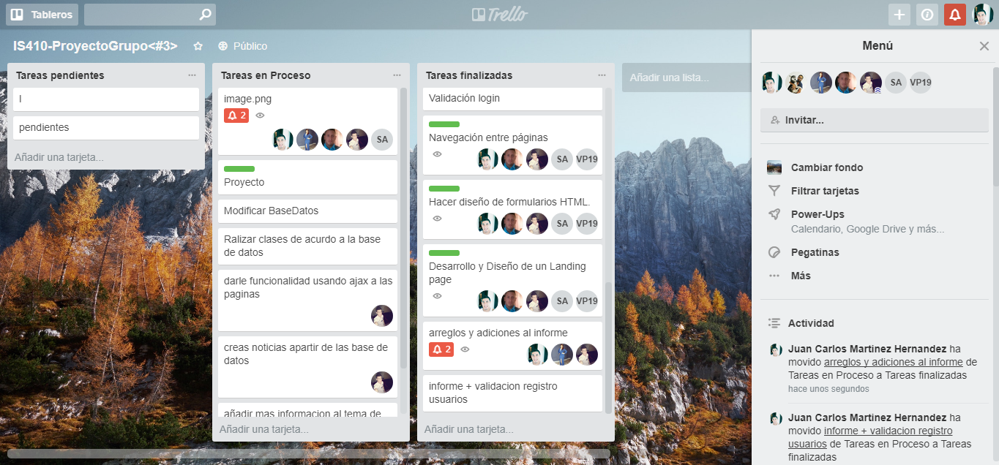 Tableros
Trello
IS410-ProyectoGrupo<#3>
Público
Tareas pendientes
I
pendientes
Añadir una tarjeta...
Tareas en Proceso
image.png
2
SA
Proyecto
Modificar BaseDatos
Ralizar clases de acurdo a la base
de datos
darle funcionalidad usando ajax a las
paginas
creas noticias apartir de las base de
datos
añadir mas informacion al tema de
Añadir una tarjeta...
Tareas finalizadas
Validación login
Navegación entre páginas
SA VP19
Hacer diseño de formularios HTML.
SA VP19
Desarrollo y Diseño de un Landing
page
SA VP19
arreglos y adiciones al informe
2
informe + validacion registro
usuarios
Añadir una tarjeta...
Añadir una lista...
Menú
SA VP19
Invitar...
Cambiar fondo
Filtrar tarjetas
Power-Ups
Calendario, Google Drive y más...
Pegatinas
Más
Actividad
Juan Carlos Martinez Hernandez ha
movido arreglos y adiciones al informe de
Tareas en Proceso a Tareas finalizadas
hace unos segundos
Juan Carlos Martinez Hernandez ha
movido informe + validacion registro
usuarios de Tareas en Proceso a Tareas
finalizadas